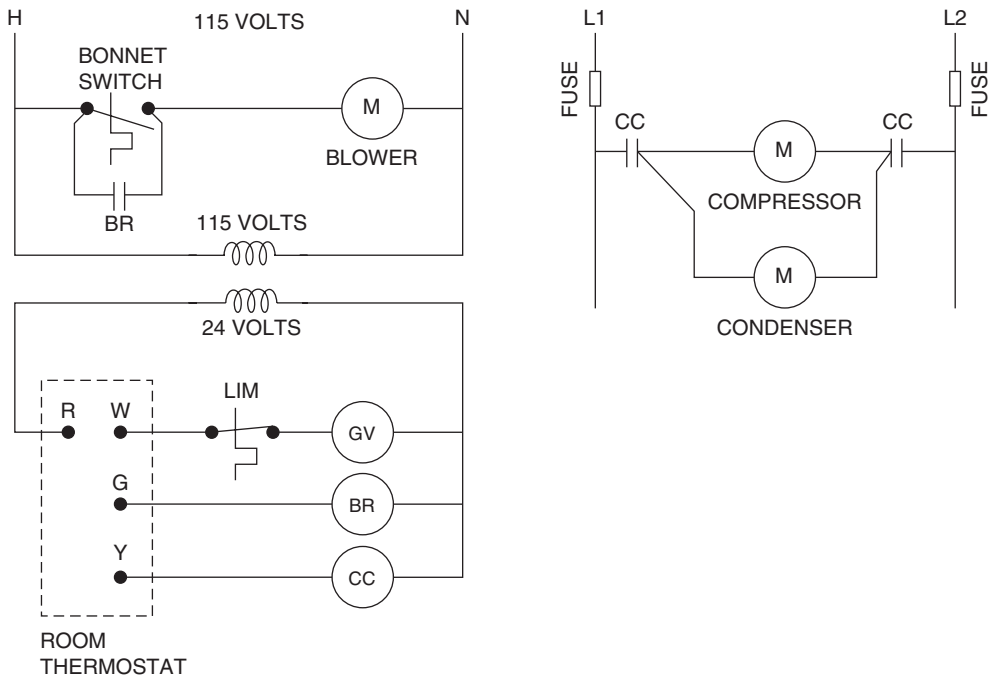 H
115 VOLTS
N
BONNET
SWITCH
M
BLOWER
BR
115 VOLTS
24 VOLTS
LIM
R
W
GV
G
BR
Y
CC
ROOM
THERMOSTAT
L1
L2
FUSE
FUSE
CC
CC
M
COMPRESSOR
M
CONDENSER